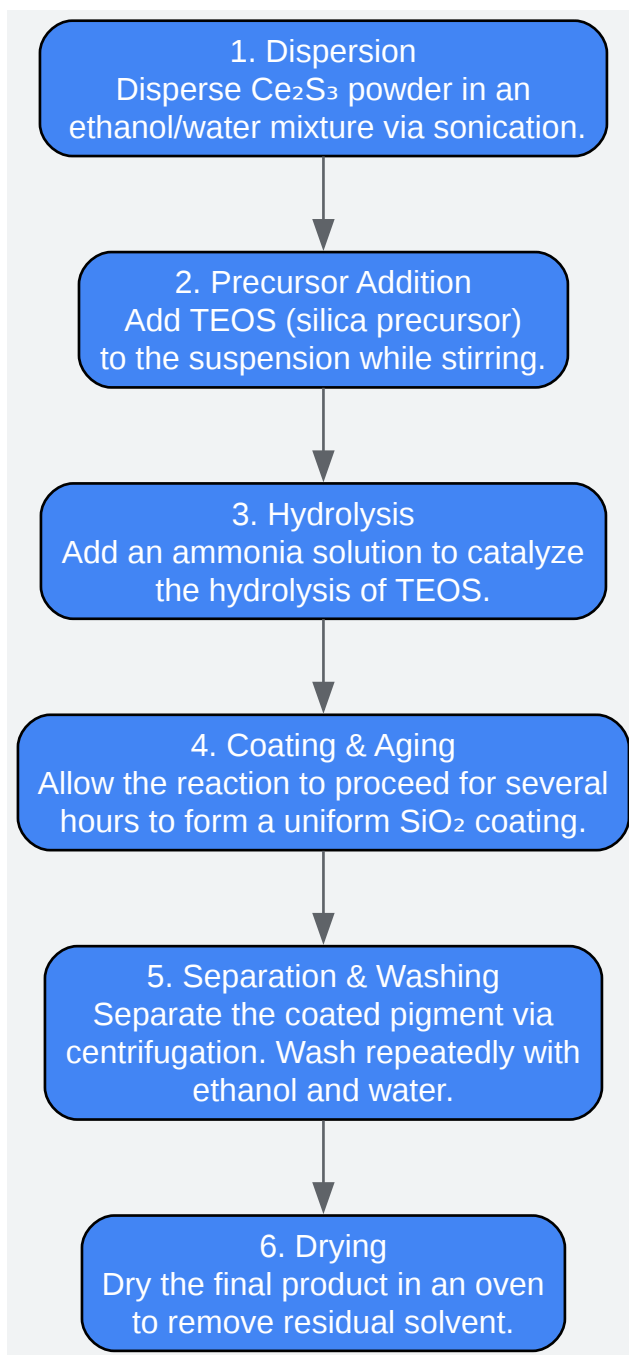 1. Dispersion
Disperse Ce₂S₃ powder in an
ethanol/water mixture via sonication.
2. Precursor Addition
Add TEOS (silica precursor)
to the suspension while stirring.
3. Hydrolysis
Add an ammonia solution to catalyze
the hydrolysis of TEOS.
4. Coating & Aging
Allow the reaction to proceed for several
hours to form a uniform SiO₂ coating.
5. Separation & Washing
Separate the coated pigment via
centrifugation. Wash repeatedly with
ethanol and water.
6. Drying
Dry the final product in an oven
to remove residual solvent.